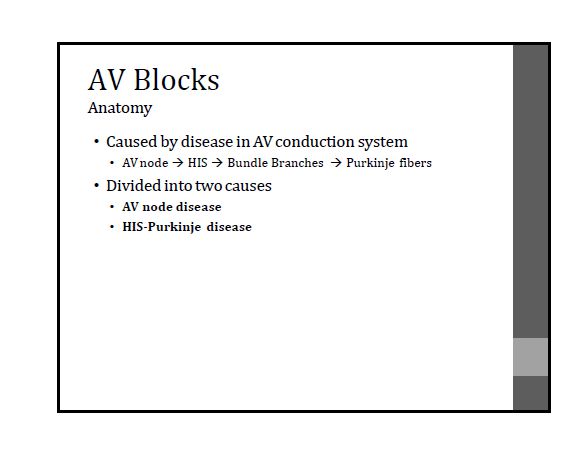 AV Blocks
Anatomy
• Caused by disease in AV conduction system
• AV node → HIS → Bundle Branches → Purkinje fibers
• Divided into two causes
• AV node disease
• HIS-Purkinje disease